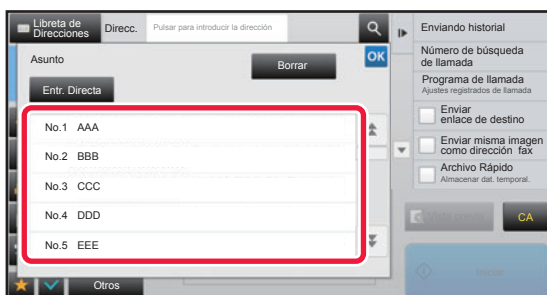 Libreta de
Direcciones
Direcc.
Pulsar para introducir la dirección
Asunto
Borrar
OK
Entr. Directa
No.1 AAA
No.2 BBB
No.3 CCC
No.4 DDD
No.5 EEE
Otros
Enviando historial
Número de búsqueda
de llamada
Programa de llamada
Ajustes registrados de llamada
Enviar
enlace de destino
Enviar misma imagen
como dirección fax
Archivo Rápido
Almacenar dat. temporal.
CA